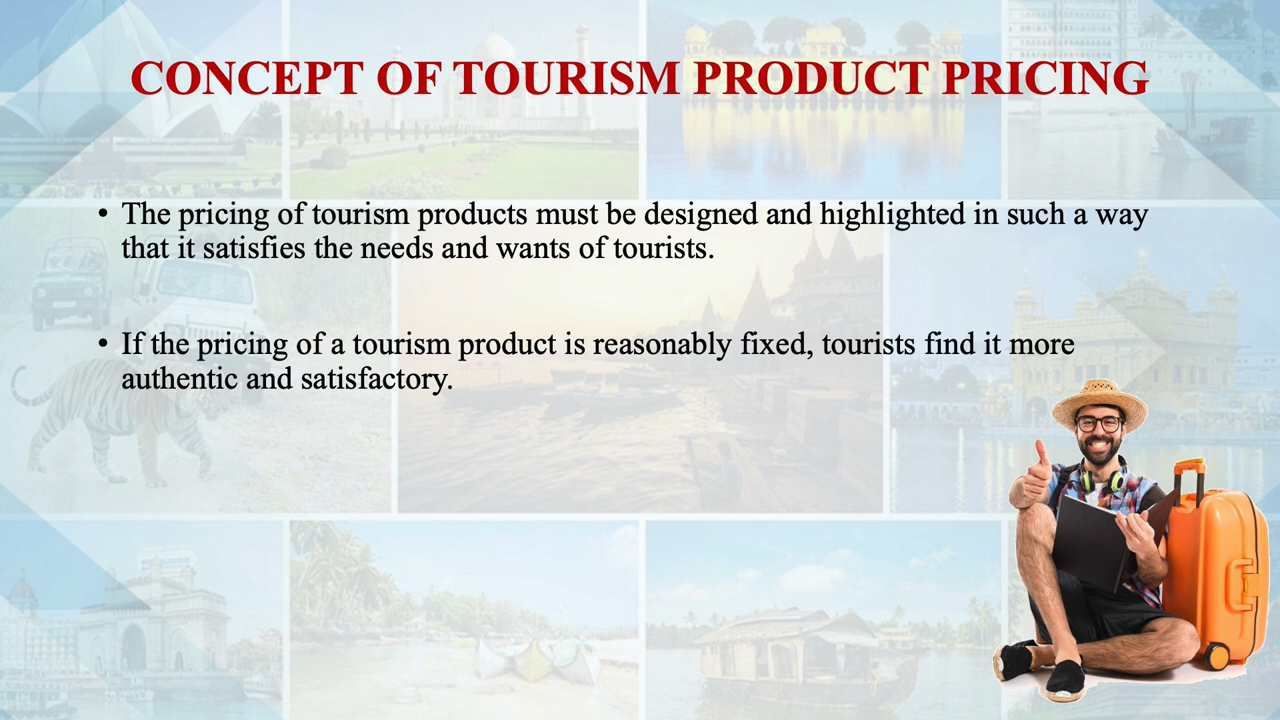 CONCEPT OF TOURISM PRODUCT PRICING
• The pricing of tourism products must be designed and highlighted in such a way
that it satisfies the needs and wants of tourists.
• If the pricing of a tourism product is reasonably fixed, tourists find it more
authentic and satisfactory.